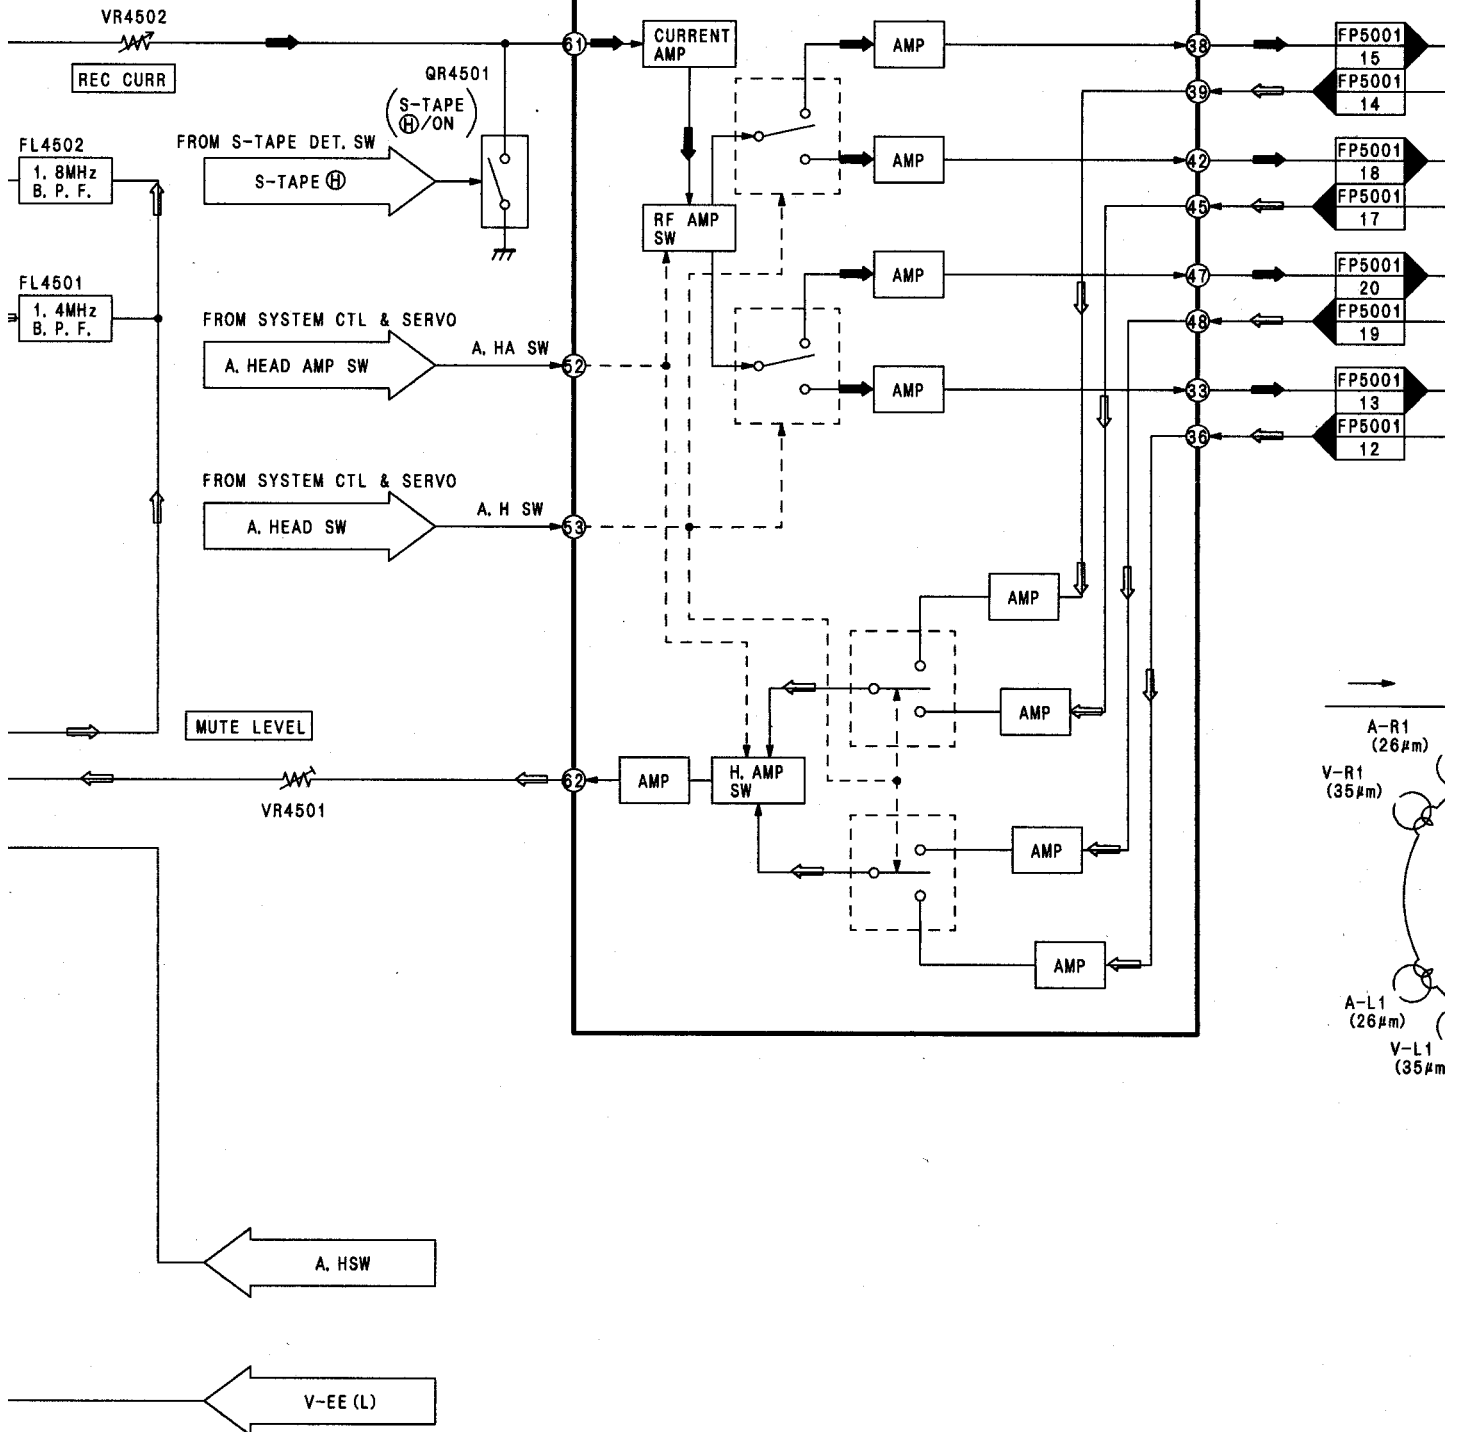 VR4502
REC CURR
QR4501
(S-TAPE
Ⓗ/ON)
61
CURRENT
AMP
AMP
38
FP5001
15
39
FP5001
14
FL4502
1.8MHz
B.P.F.
FROM S-TAPE DET. SW
S-TAPE Ⓗ
AMP
42
FP5001
18
45
FP5001
17
RF AMP
SW
AMP
47
FP5001
20
48
FP5001
19
FL4501
1.4MHz
B.P.F.
FROM SYSTEM CTL & SERVO
A. HEAD AMP SW
A. HA SW
52
AMP
33
FP5001
13
36
FP5001
12
FROM SYSTEM CTL & SERVO
A. HEAD SW
A. H SW
53
AMP
AMP
MUTE LEVEL
VR4501
62
AMP
H. AMP
SW
AMP
AMP
A-R1
(26μm)
V-R1
(35μm)
A-L1
(26μm)
V-L1
(35μm
A. HSW
V-EE (L)